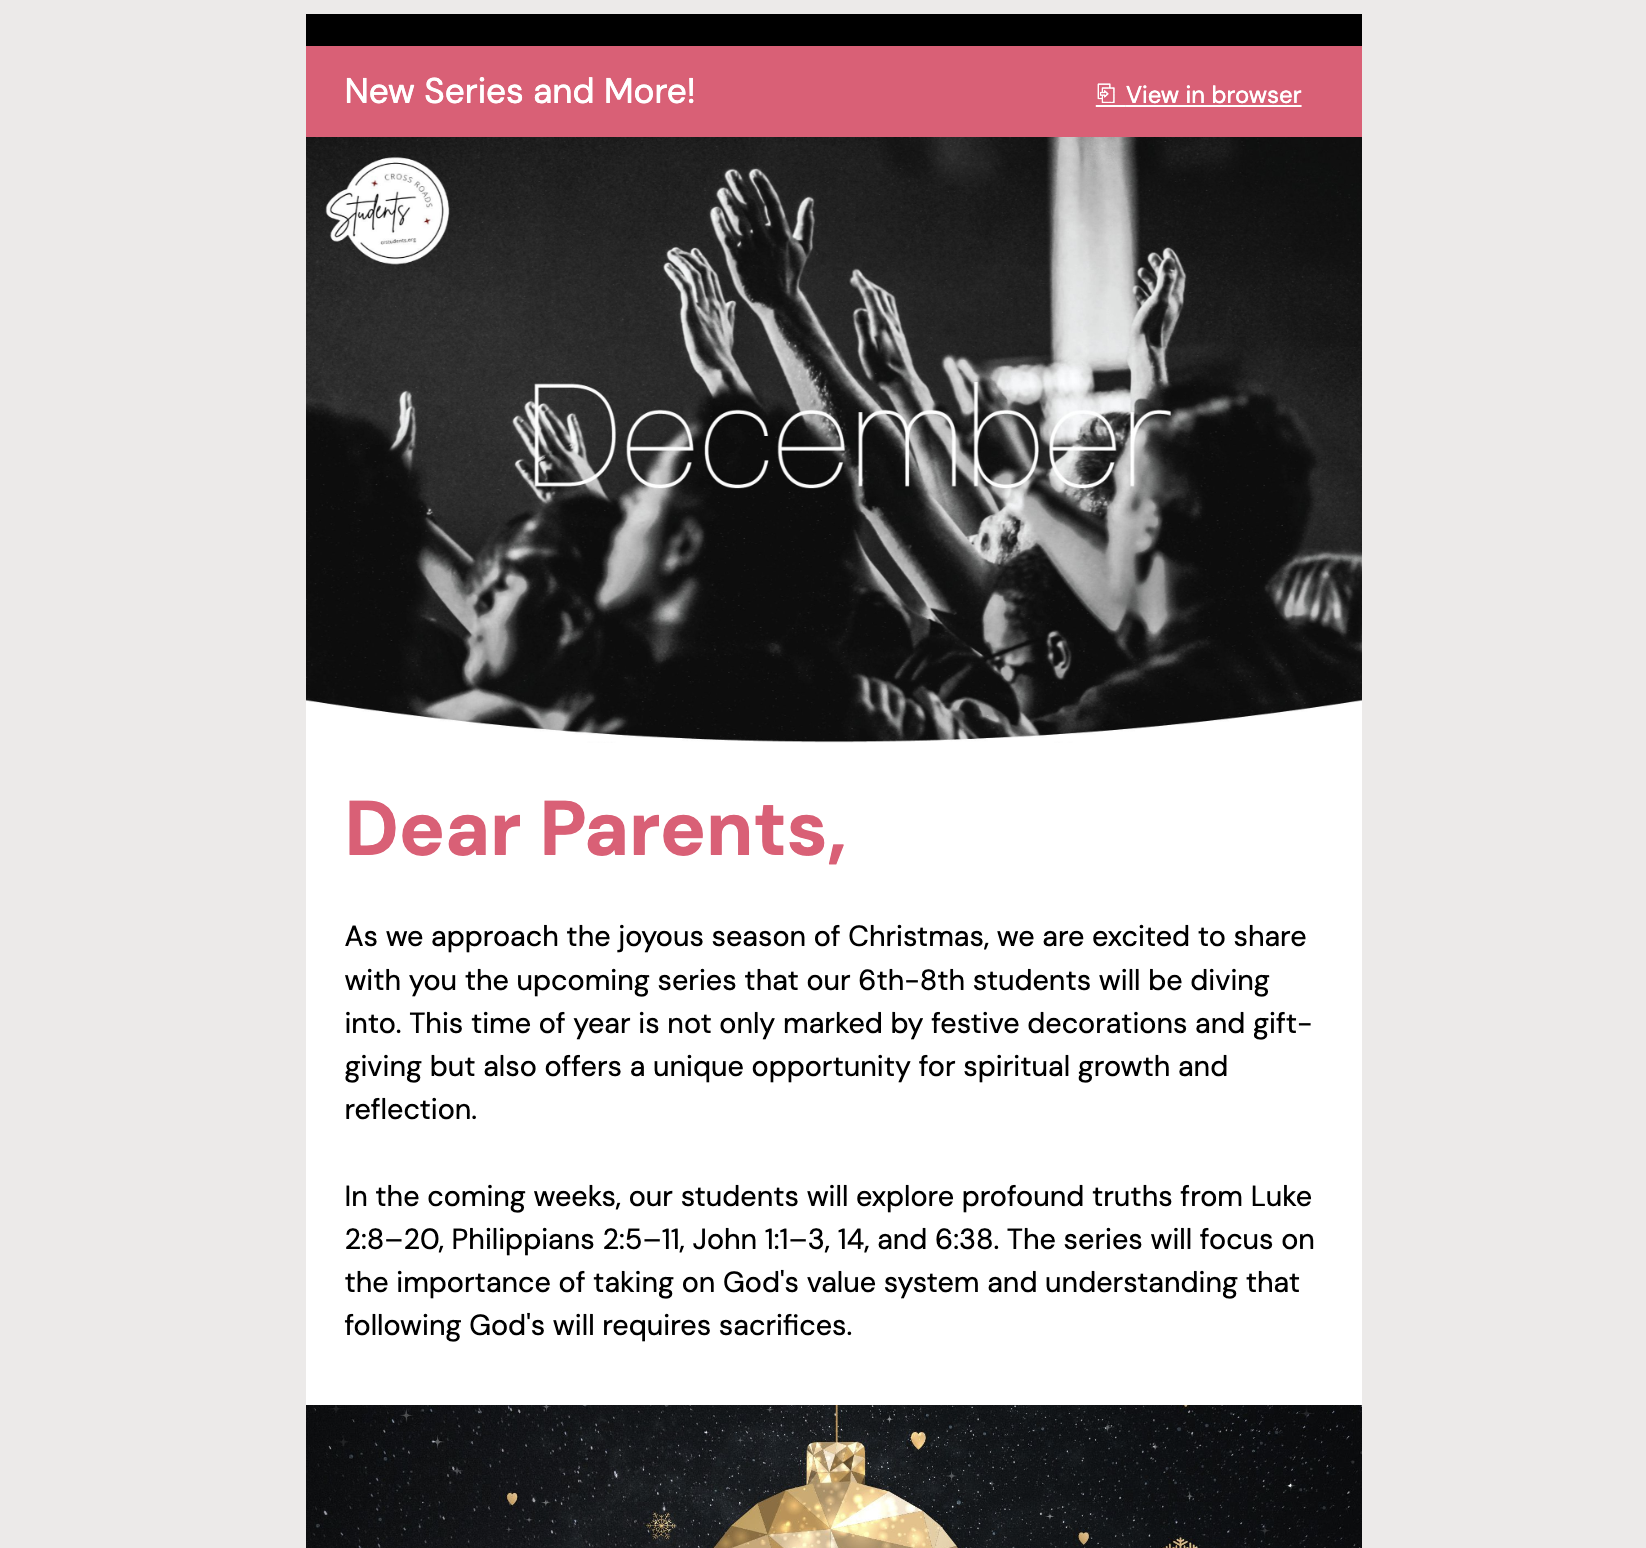 New Series and More!
View in browser
CROSS ROADS
Students
December
Dear Parents,
As we approach the joyous season of Christmas, we are excited to share
with you the upcoming series that our 6th-8th students will be diving
into. This time of year is not only marked by festive decorations and gift-
giving but also offers a unique opportunity for spiritual growth and
reflection.
In the coming weeks, our students will explore profound truths from Luke
2:8–20, Philippians 2:5–11, John 1:1–3, 14, and 6:38. The series will focus on
the importance of taking on God's value system and understanding that
following God's will requires sacrifices.